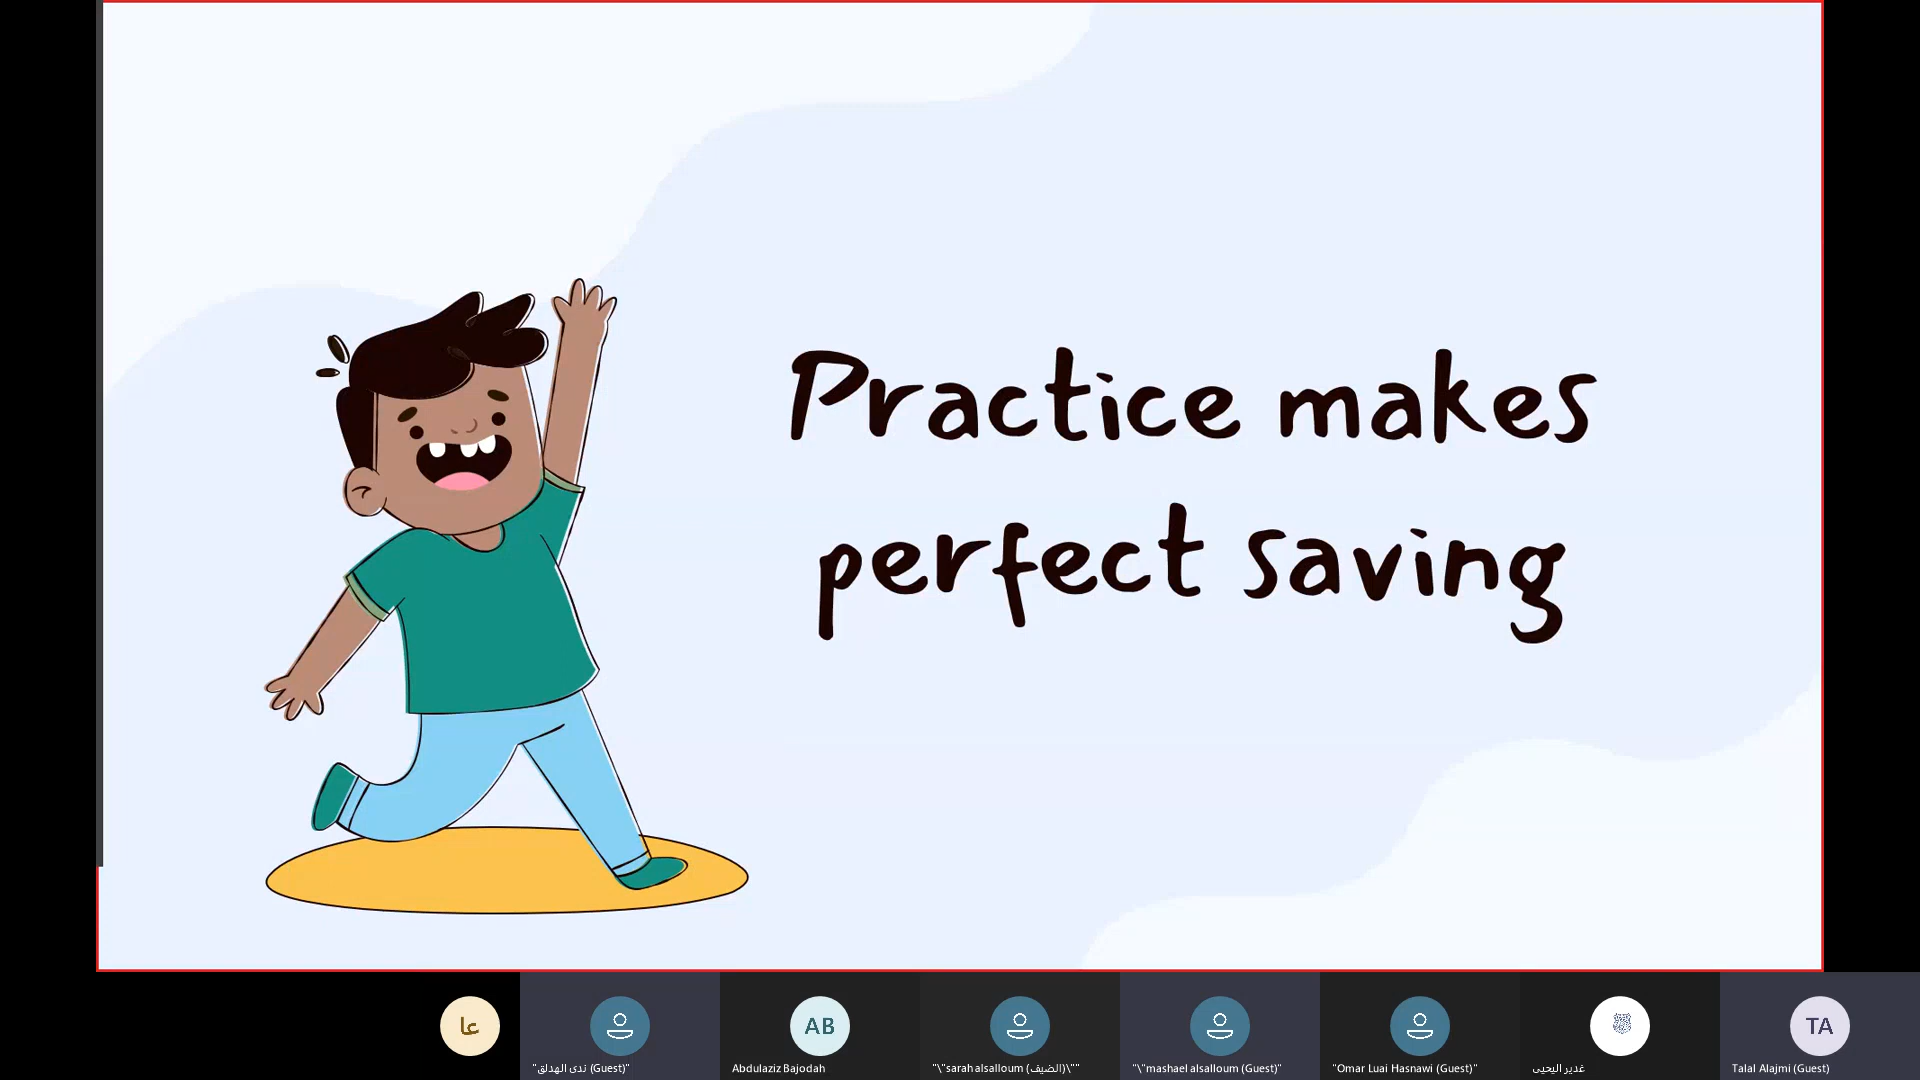 Practice makes
perfect saving
عا
"ندى الهدلق (Guest)"
AB
Abdulaziz Bajodah
"\"sarah alsalloum (الضيف)\""
"\"mashael alsalloum (Guest)"
"Omar Luai Hasnawi (Guest)"
غدير اليحيى
TA
Talal Alajmi (Guest)